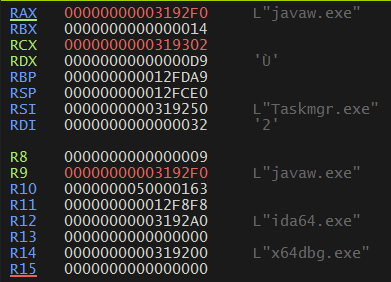 RAX 00000000003192F0 L"javaw.exe"
RBX 0000000000000014
RCX 0000000000319302
RDX 00000000000000D9 'Ù'
RBP 000000000012FDA9
RSP 000000000012FCE0
RSI 0000000000319250 L"Taskmgr.exe"
RDI 0000000000000032 '2'
R8 0000000000000009
R9 00000000003192F0 L"javaw.exe"
R10 0000000050000163
R11 000000000012F8F8
R12 00000000003192A0 L"ida64.exe"
R13 0000000000000000
R14 0000000000319200 L"x64dbg.exe"
R15 0000000000000000